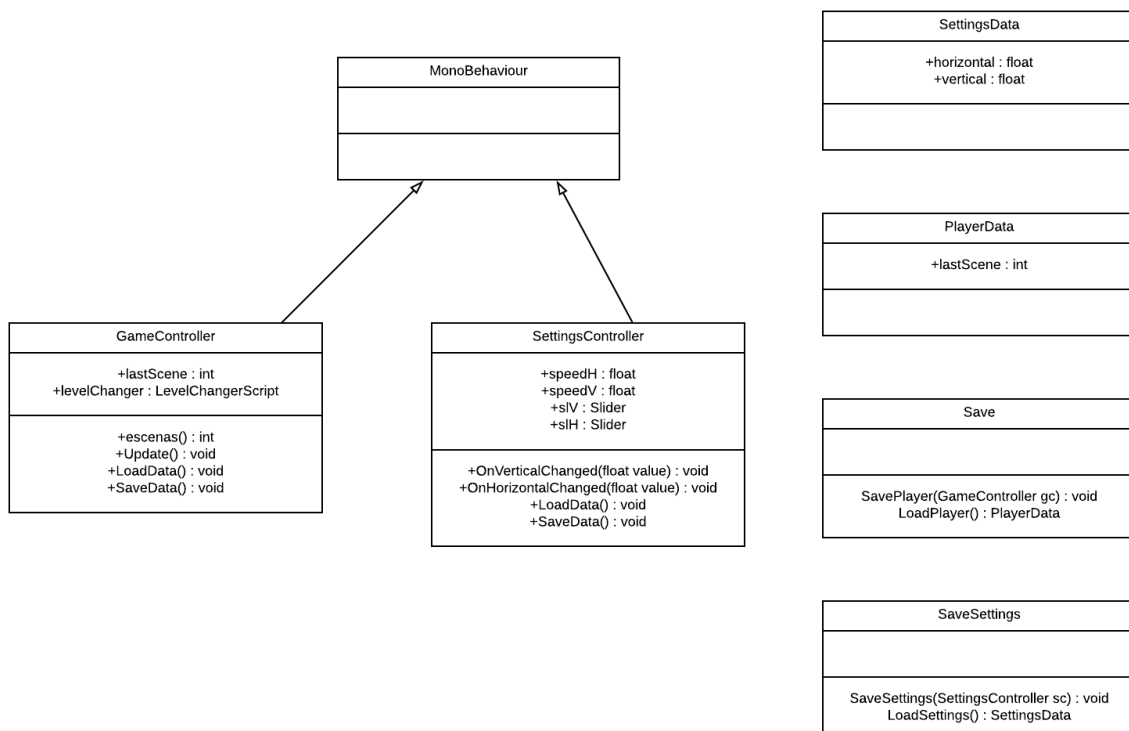 MonoBehaviour
GameController
+lastScene : int
+levelChanger : LevelChangerScript
+escenas() : int
+Update() : void
+LoadData() : void
+SaveData() : void
SettingsController
+speedH : float
+speedV : float
+slV : Slider
+slH : Slider
+OnVerticalChanged(float value) : void
+OnHorizontalChanged(float value) : void
+LoadData() : void
+SaveData() : void
SettingsData
+horizontal : float
+vertical : float
PlayerData
+lastScene : int
Save
SavePlayer(GameController gc) : void
LoadPlayer() : PlayerData
SaveSettings
SaveSettings(SettingsController sc) : void
LoadSettings() : SettingsData